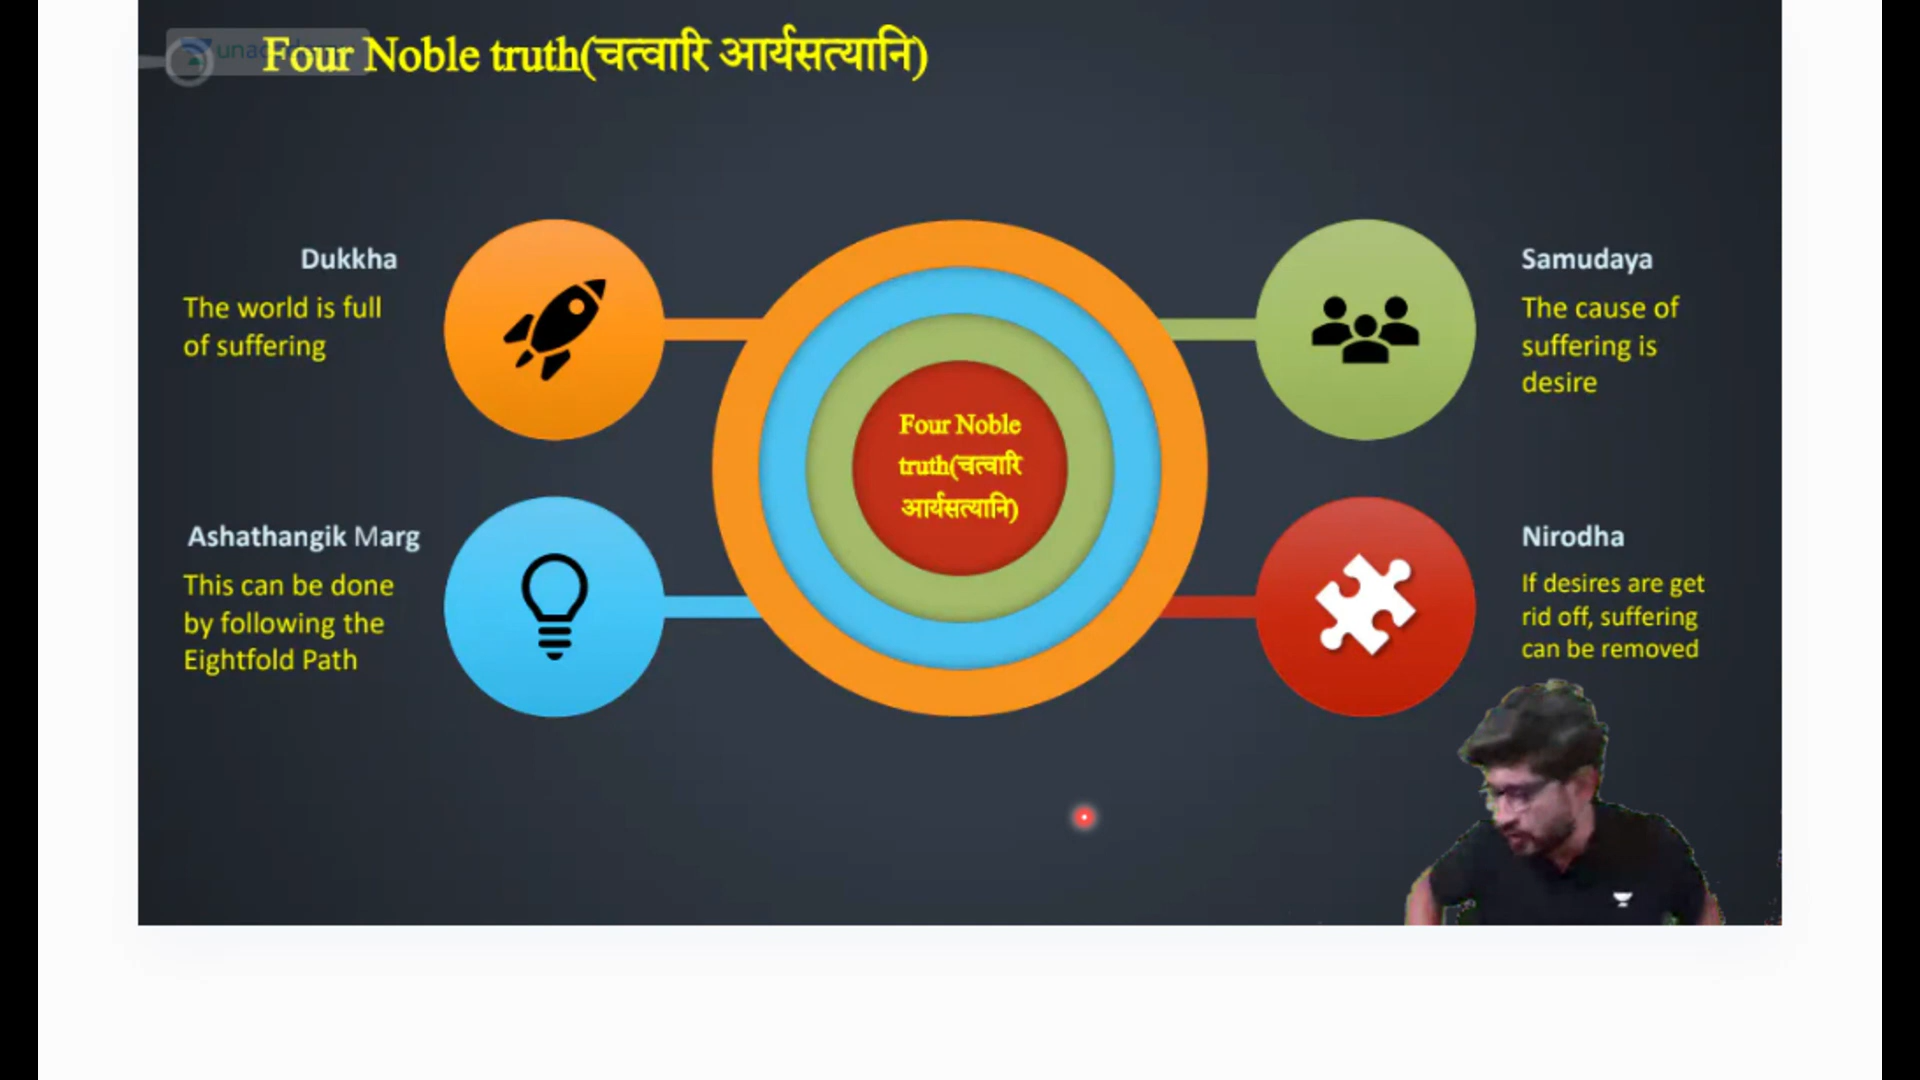 Four Noble truth(चत्वारि आर्यसत्यानि)
Dukkha
The world is full
of suffering
Samudaya
The cause of
suffering is
desire
Four Noble
truth(चत्वारि
आर्यसत्यानि)
Ashathangik Marg
This can be done
by following the
Eightfold Path
Nirodha
If desires are get
rid off, suffering
can be removed